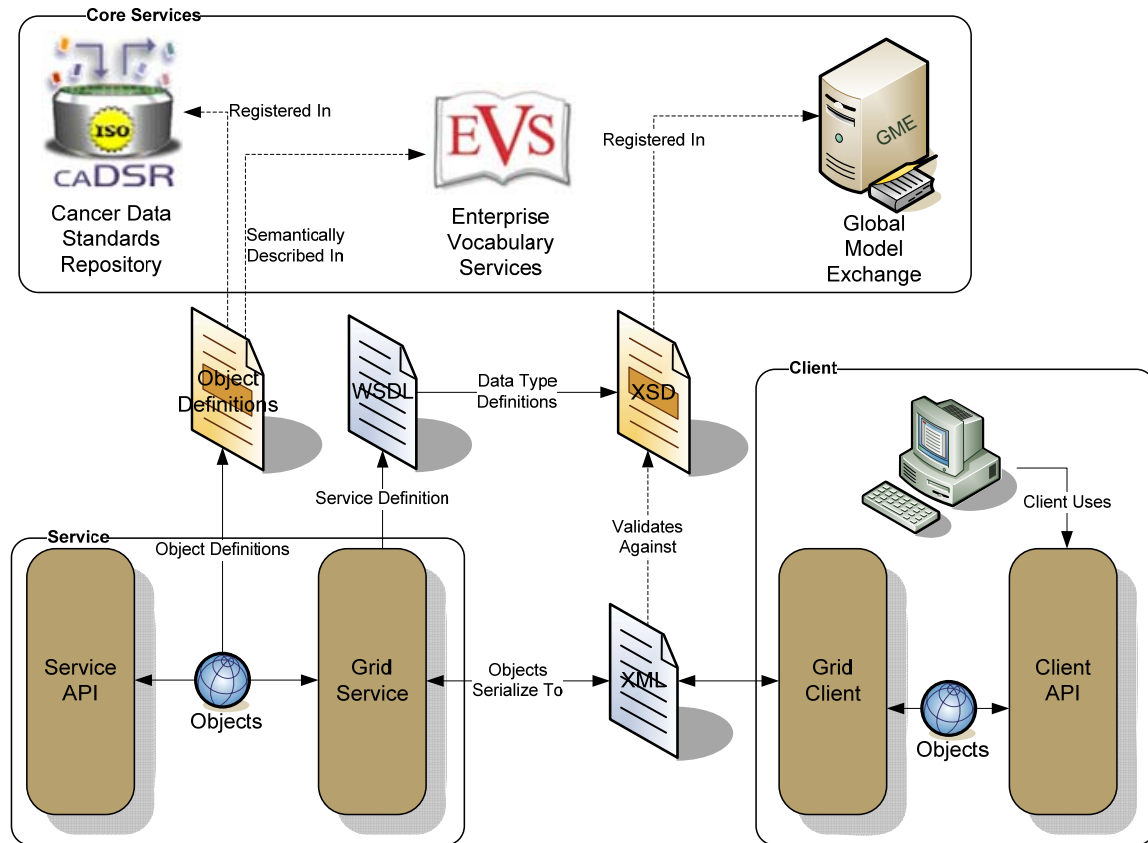 Core Services
ISO
caDSR
Cancer Data
Standards
Repository
Registered In
Semantically
Described In
EVS
Enterprise
Vocabulary
Services
Registered In
GME
Global
Model
Exchange
Object
Definitions
WSDL
Data Type
Definitions
XSD
Client
Client Uses
Service Definition
Object Definitions
Validates
Against
Service
Service
API
Objects
Grid
Service
Objects
Serialize To
XML
Grid
Client
Objects
Client
API